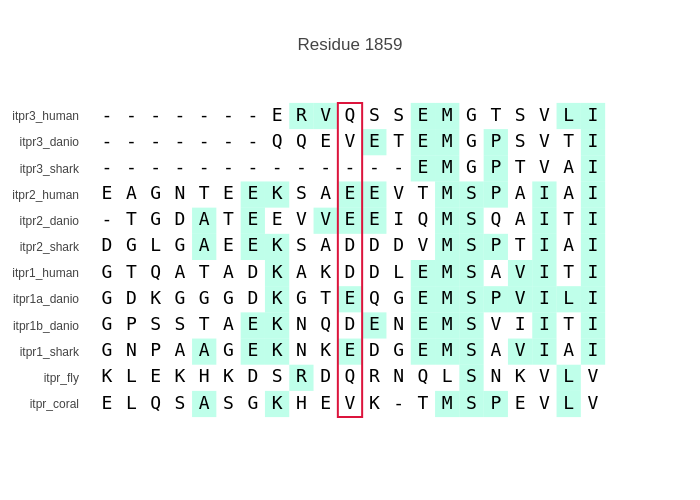 Residue 1859
itpr3_human - - - - - - - E R V Q S S E M G T S V L I
itpr3_danio - - - - - - - Q Q E V E T E M G P S V T I
itpr3_shark - - - - - - - - - - - - - E M G P T V A I
itpr2_human E A G N T E E K S A E E V T M S P A I A I
itpr2_danio - T G D A T E E V V E E I Q M S Q A I T I
itpr2_shark D G L G A E E K S A D D D V M S P T I A I
itpr1_human G T Q A T A D K A K D D L E M S A V I T I
itpr1a_danio G D K G G G D K G T E Q G E M S P V I L I
itpr1b_danio G P S S T A E K N Q D E N E M S V I I T I
itpr1_shark G N P A A G E K N K E D G E M S A V I A I
itpr_fly K L E K H K D S R D Q R N Q L S N K V L V
itpr_coral E L Q S A S G K H E V K - T M S P E V L V